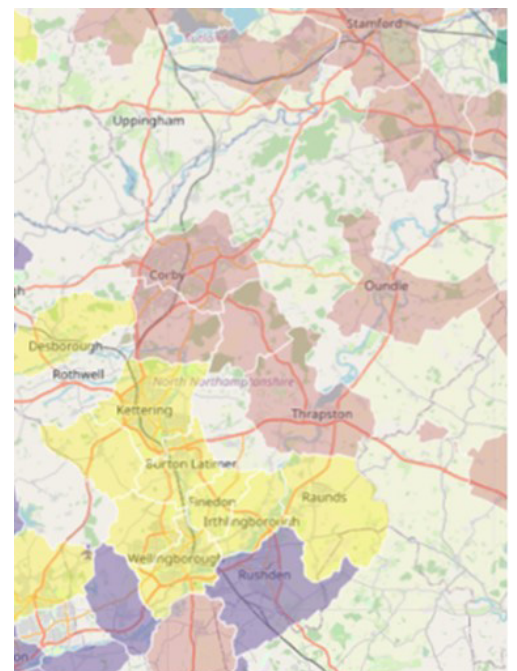 Stamford
Uppingham
Corby
Oundle
Desborough
Rothwell
North Northamptonshire
Kettering
Thrapston
Burton Latimer
Finedon
Raunds
Irthlingborough
Wellingborough
Rushden